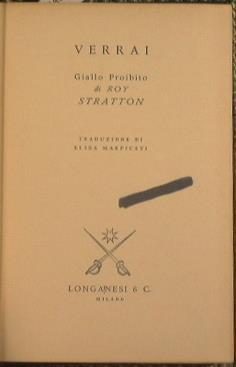 VERRAI
Giallo Proibito
di ROY
STRATTON
TRADUZIONE DI
ELISA MARPICATI
LONGANESI & C.
MILANO